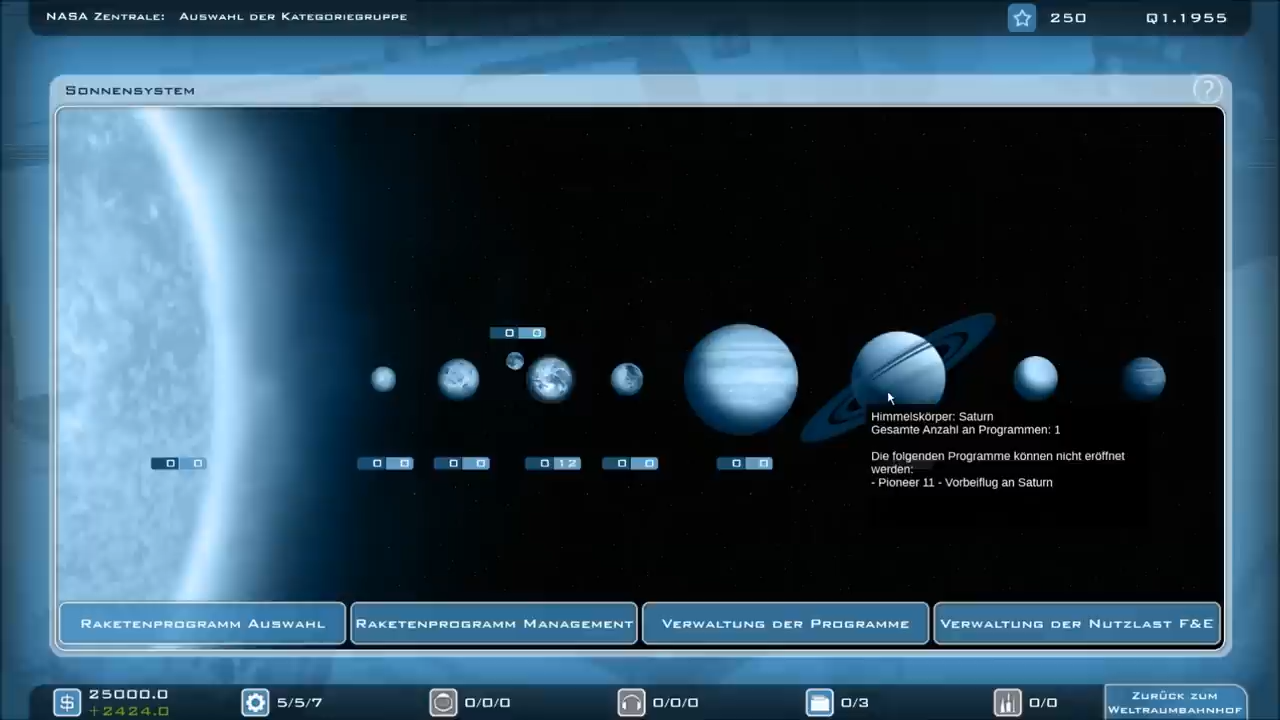 NASA Zentrale: Auswahl der Kategoriegruppe
250
Q1.1955
Sonnensystem
?
0 0
Himmelskörper: Saturn
Gesamte Anzahl an Programmen: 1
Die folgenden Programme können nicht eröffnet
werden:
- Pioneer 11 - Vorbeiflug an Saturn
0 0
0 0
0 0
0 12
0 0
0 0
Raketenprogramm Auswahl
Raketenprogramm Management
Verwaltung der Programme
Verwaltung der Nutzlast F&E
$
25000.0
+2424.0
5/5/7
0/0/0
0/0/0
0/3
0/0
Zurück zum
Weltraumbahnhof